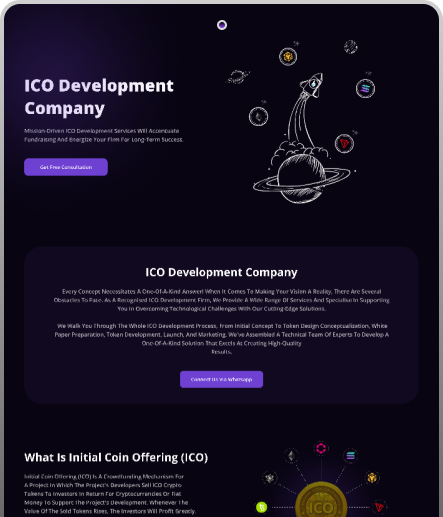 ICO Development
Company
Mission-Driven ICO Development Services Will Accentuate
Fundraising And Energize Your Firm For Long-Term Success.
Get Free Consultation
ICO Development Company
Every Concept Necessitates A One-Of-A-Kind Answer! When It Comes To Making Your Vision A Reality, There Are Several
Obstacles To Face. As A Recognised ICO Development Firm, We Provide A Wide Range Of Services And Specialise In Supporting
You In Overcoming Technological Challenges With Our Cutting-Edge Solutions.
We Walk You Through The Whole ICO Development Process, From Initial Concept To Token Design Conceptualization, White
Paper Preparation, Token Development, Launch, And Marketing. We've Assembled A Technical Team Of Experts To Develop A
One-Of-A-Kind Solution That Excels At Creating High-Quality
Results.
Connect Us Via Whatsapp
What Is Initial Coin Offering (ICO)
Initial Coin Offering (ICO) Is A Crowdfunding Mechanism For
A Project In Which The Project's Developers Sell ICO Crypto
Tokens To Investors In Return For Cryptocurrencies Or Fiat
Money To Support The Project's Development. Whenever The
Value Of The Sold Tokens Rises, The Investors Will Profit Greatly.
ICO